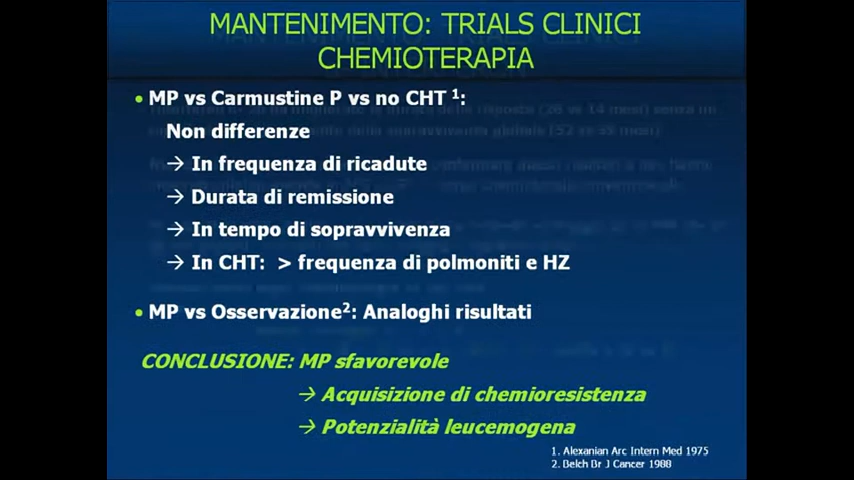 MANTENIMENTO: TRIALS CLINICI
CHEMIOTERAPIA
• MP vs Carmustine P vs no CHT 1:
Non differenze
→ In frequenza di ricadute
→ Durata di remissione
→ In tempo di sopravvivenza
→ In CHT: > frequenza di polmoniti e HZ
• MP vs Osservazione2: Analoghi risultati
CONCLUSIONE: MP sfavorevole
→ Acquisizione di chemioresistenza
→ Potenzialità leucemogena
1. Alexanian Arc Intern Med 1975
2. Belch Br J Cancer 1988